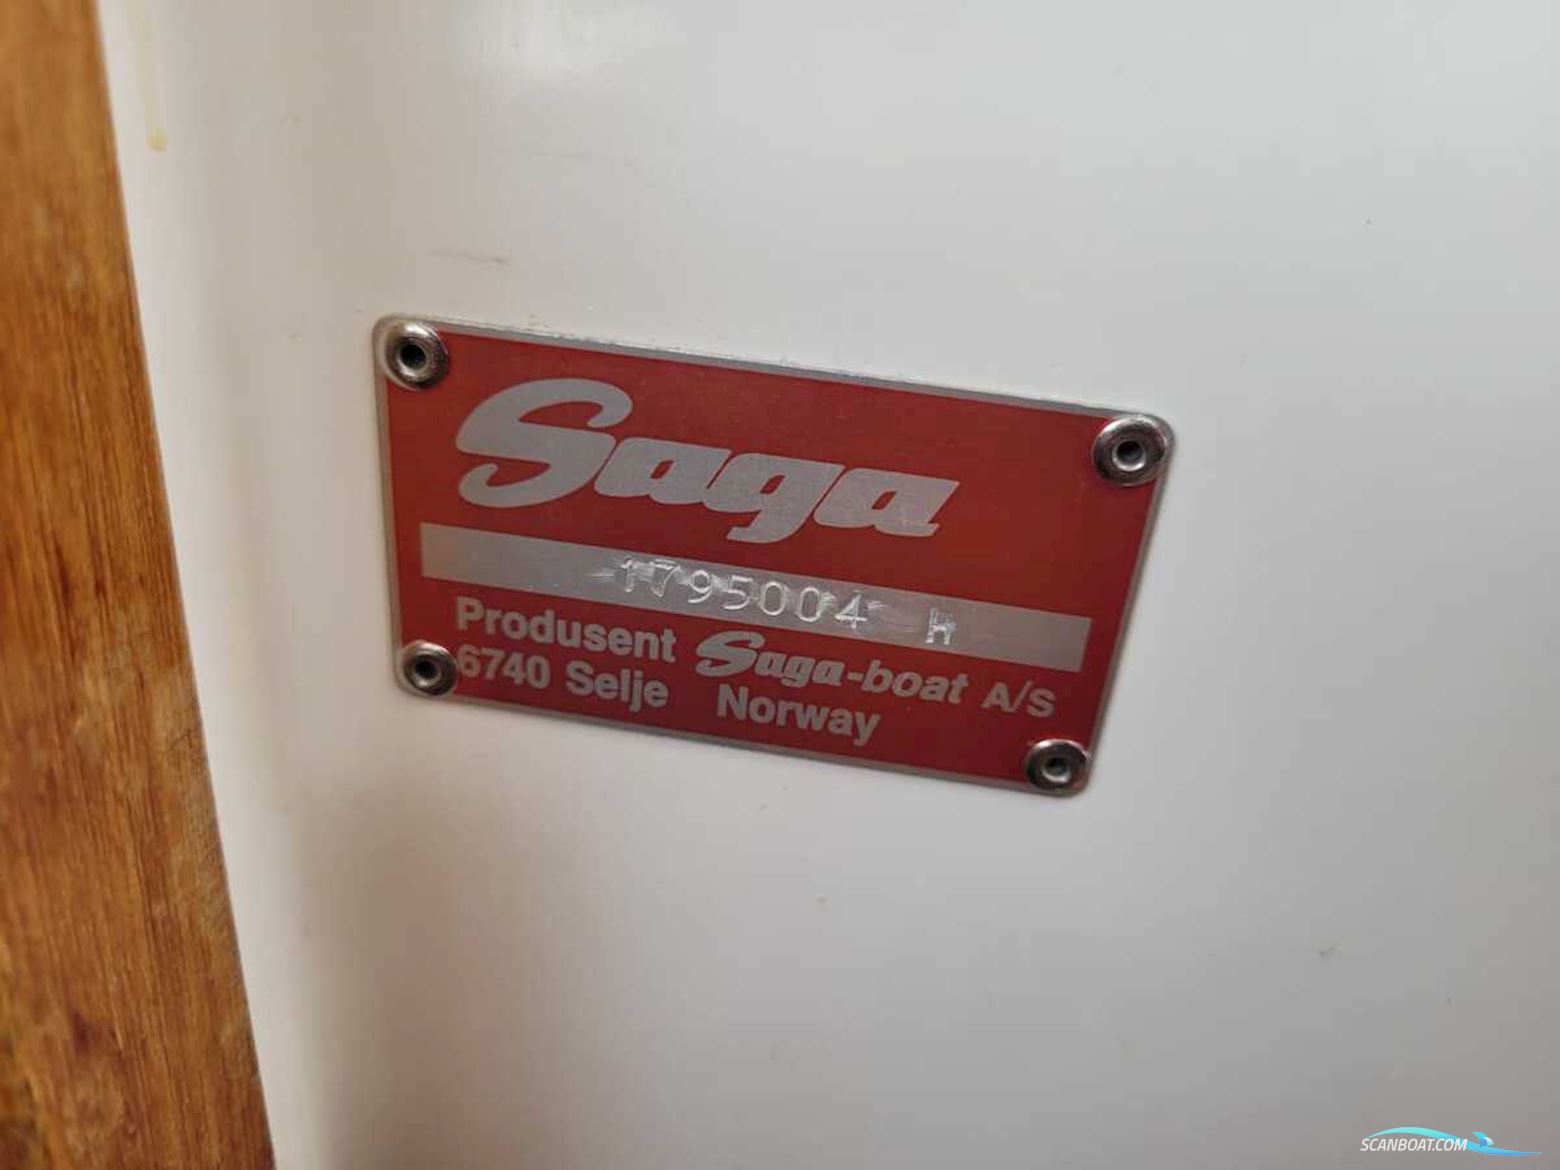 Saga
1795004 H
Produsent Saga-boat A/S
6740 Selje Norway
SCANBOAT.COM